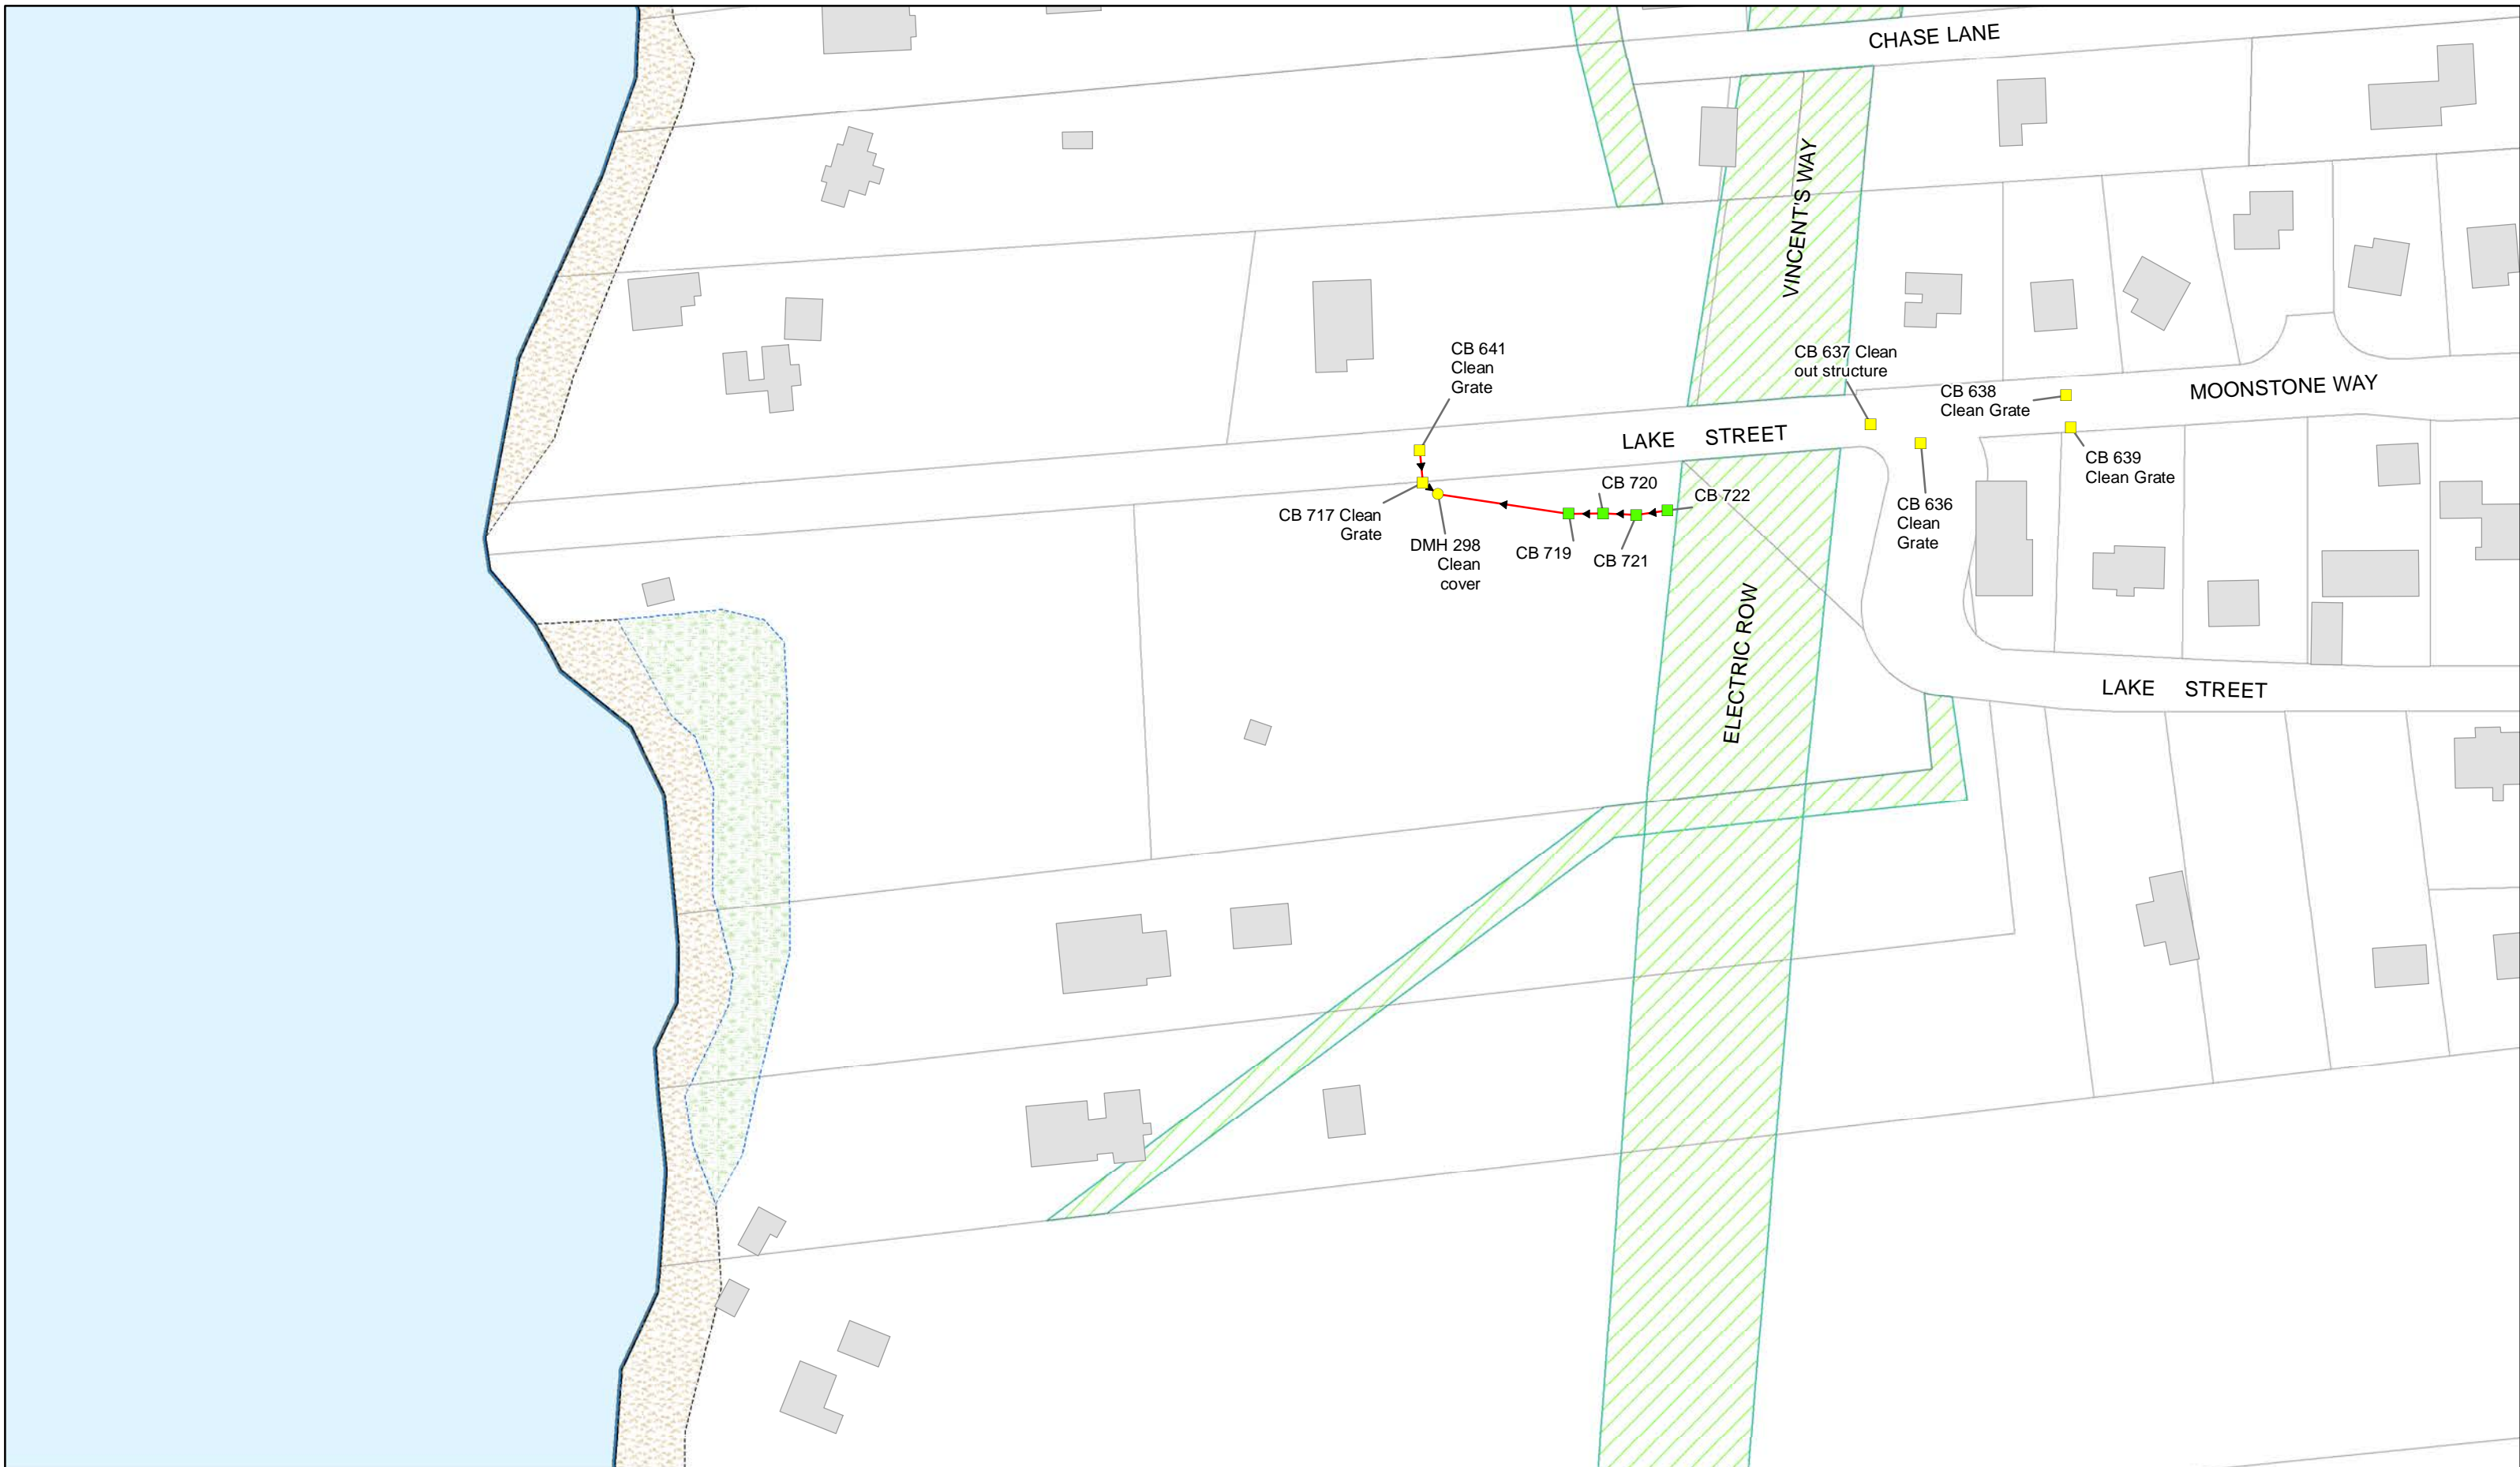 CHASE LANE
VINCENT'S WAY
CB 641
Clean
Grate
CB 637 Clean
out structure
CB 638
Clean Grate
MOONSTONE WAY
LAKE STREET
CB 639
Clean Grate
CB 720
CB 722
CB 636
Clean
Grate
CB 717 Clean
Grate
DMH 298
Clean
cover
CB 719
CB 721
ELECTRIC ROW
LAKE STREET